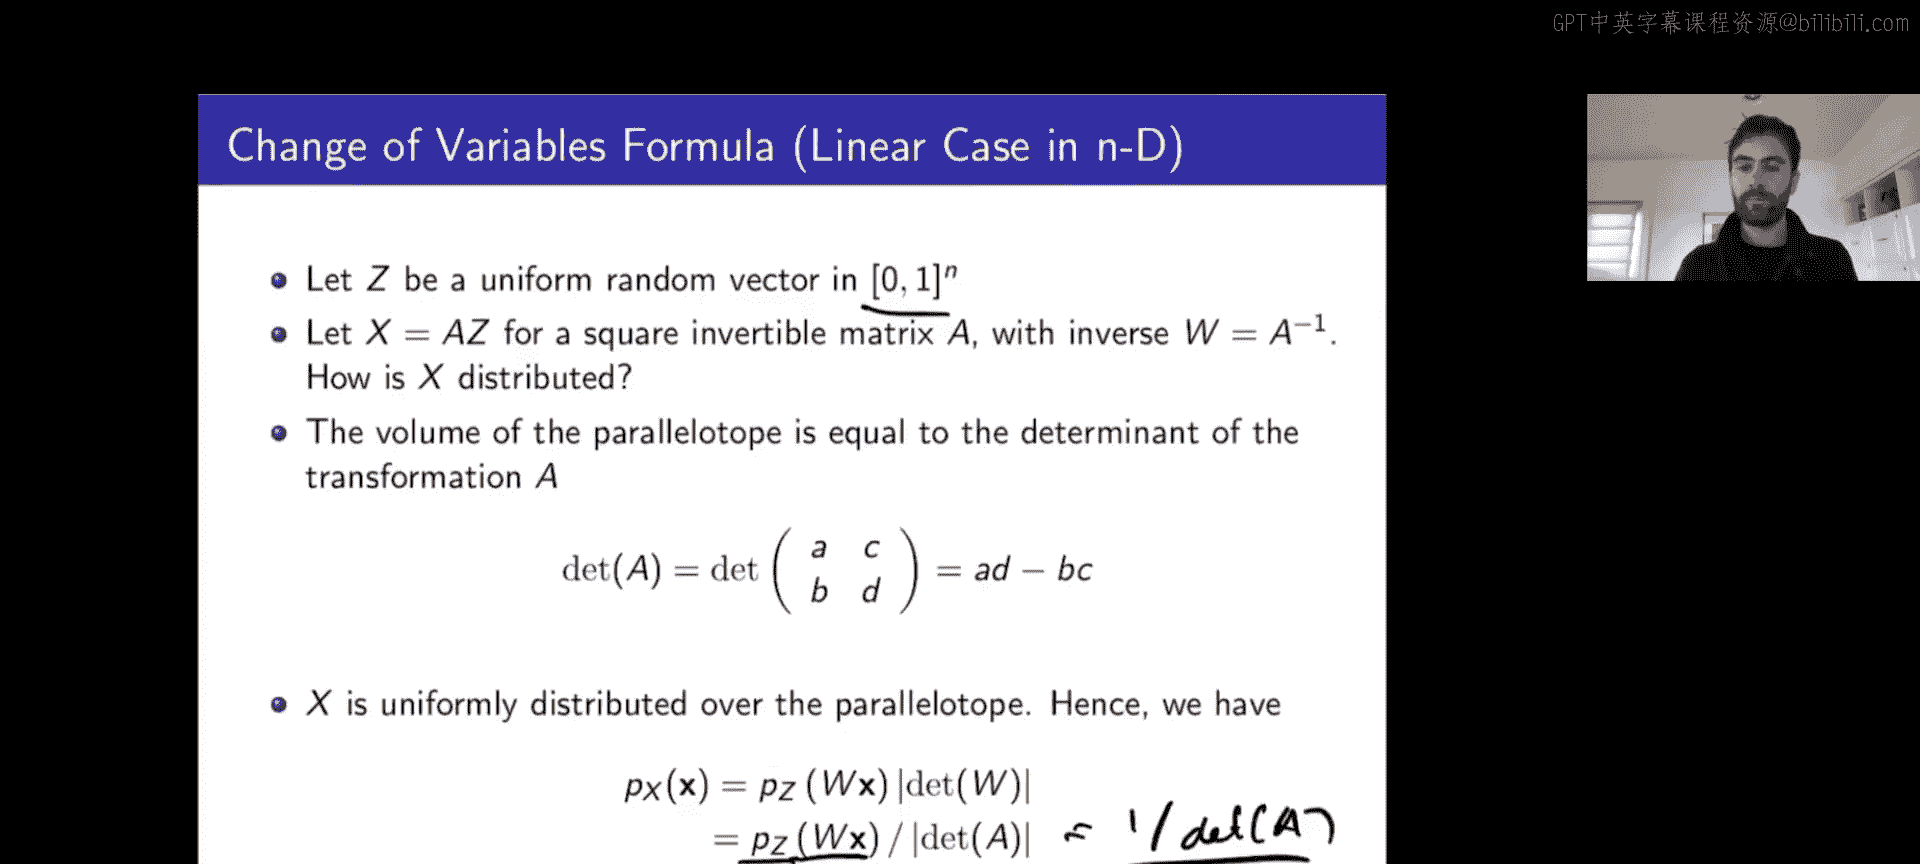 GPT中英字幕课程资源@bilibili.com
Change of Variables Formula (Linear Case in n-D)
Let Z be a uniform random vector in [0, 1]ⁿ
Let X = AZ for a square invertible matrix A, with inverse W = A⁻¹.
How is X distributed?
The volume of the parallelotope is equal to the determinant of the
transformation A
det(A) = det ( a c
b d ) = ad − bc
X is uniformly distributed over the parallelotope. Hence, we have
pX(x) = pZ (Wx) |det(W)|
= pZ (Wx) / |det(A)| = 1/det(A)